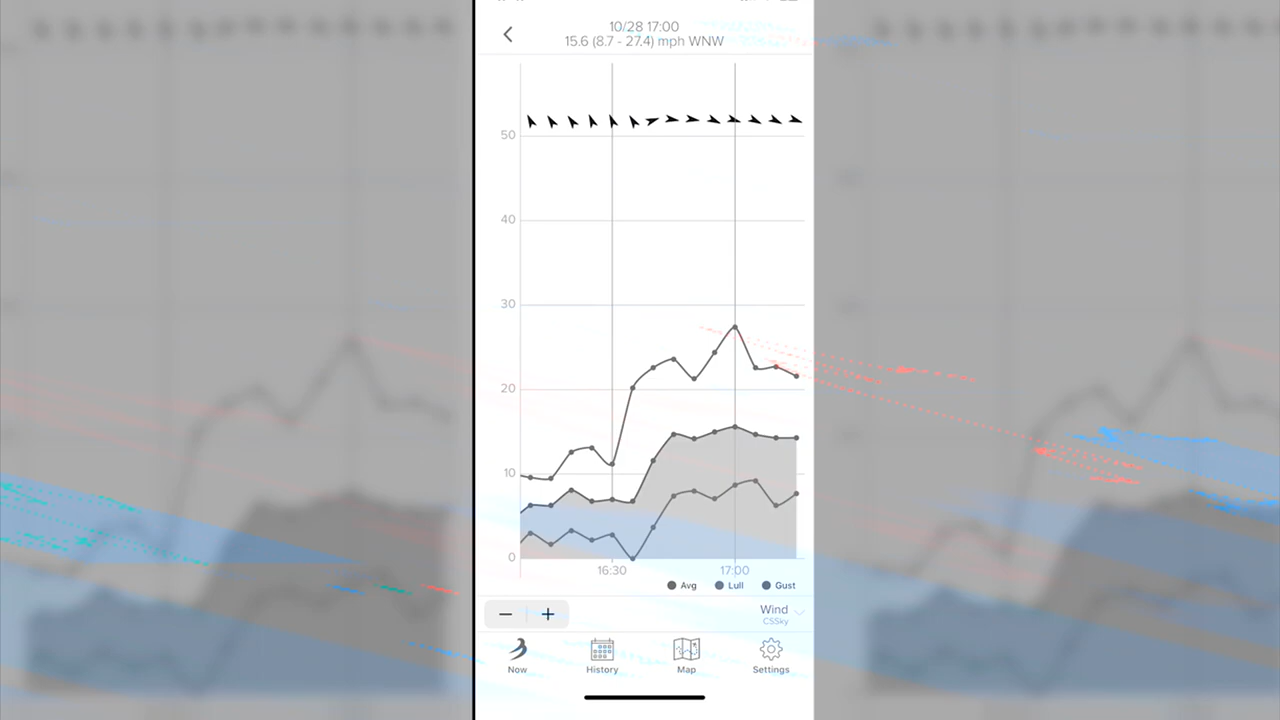 10/28 17:00
15.6 (8.7 - 27.4) mph WNW
50
40
30
20
10
0
16:30 17:00
Avg Lull Gust
− + Wind
CSSky
Now History Map Settings